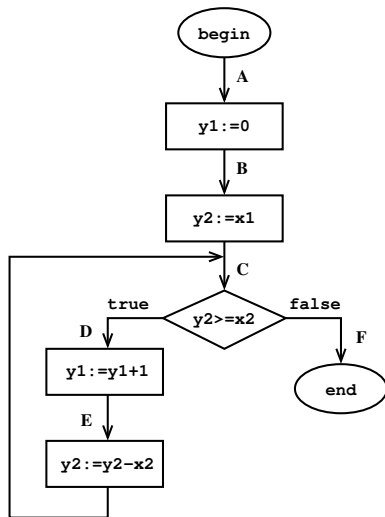 begin
A
y1:=0
B
y2:=x1
C
true
false
y2>=x2
D
F
y1:=y1+1
end
E
y2:=y2-x2